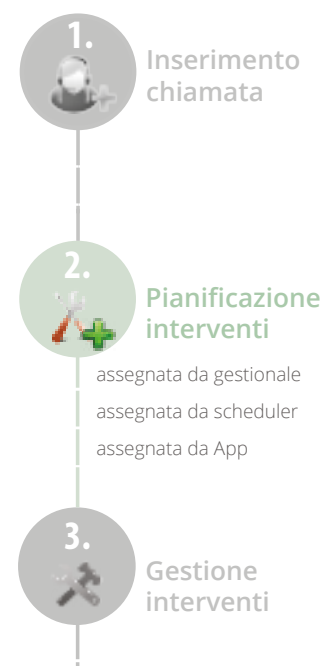 1.
Inserimento
chiamata
2.
Pianificazione
interventi
assegnata da gestionale
assegnata da scheduler
assegnata da App
3.
Gestione
interventi